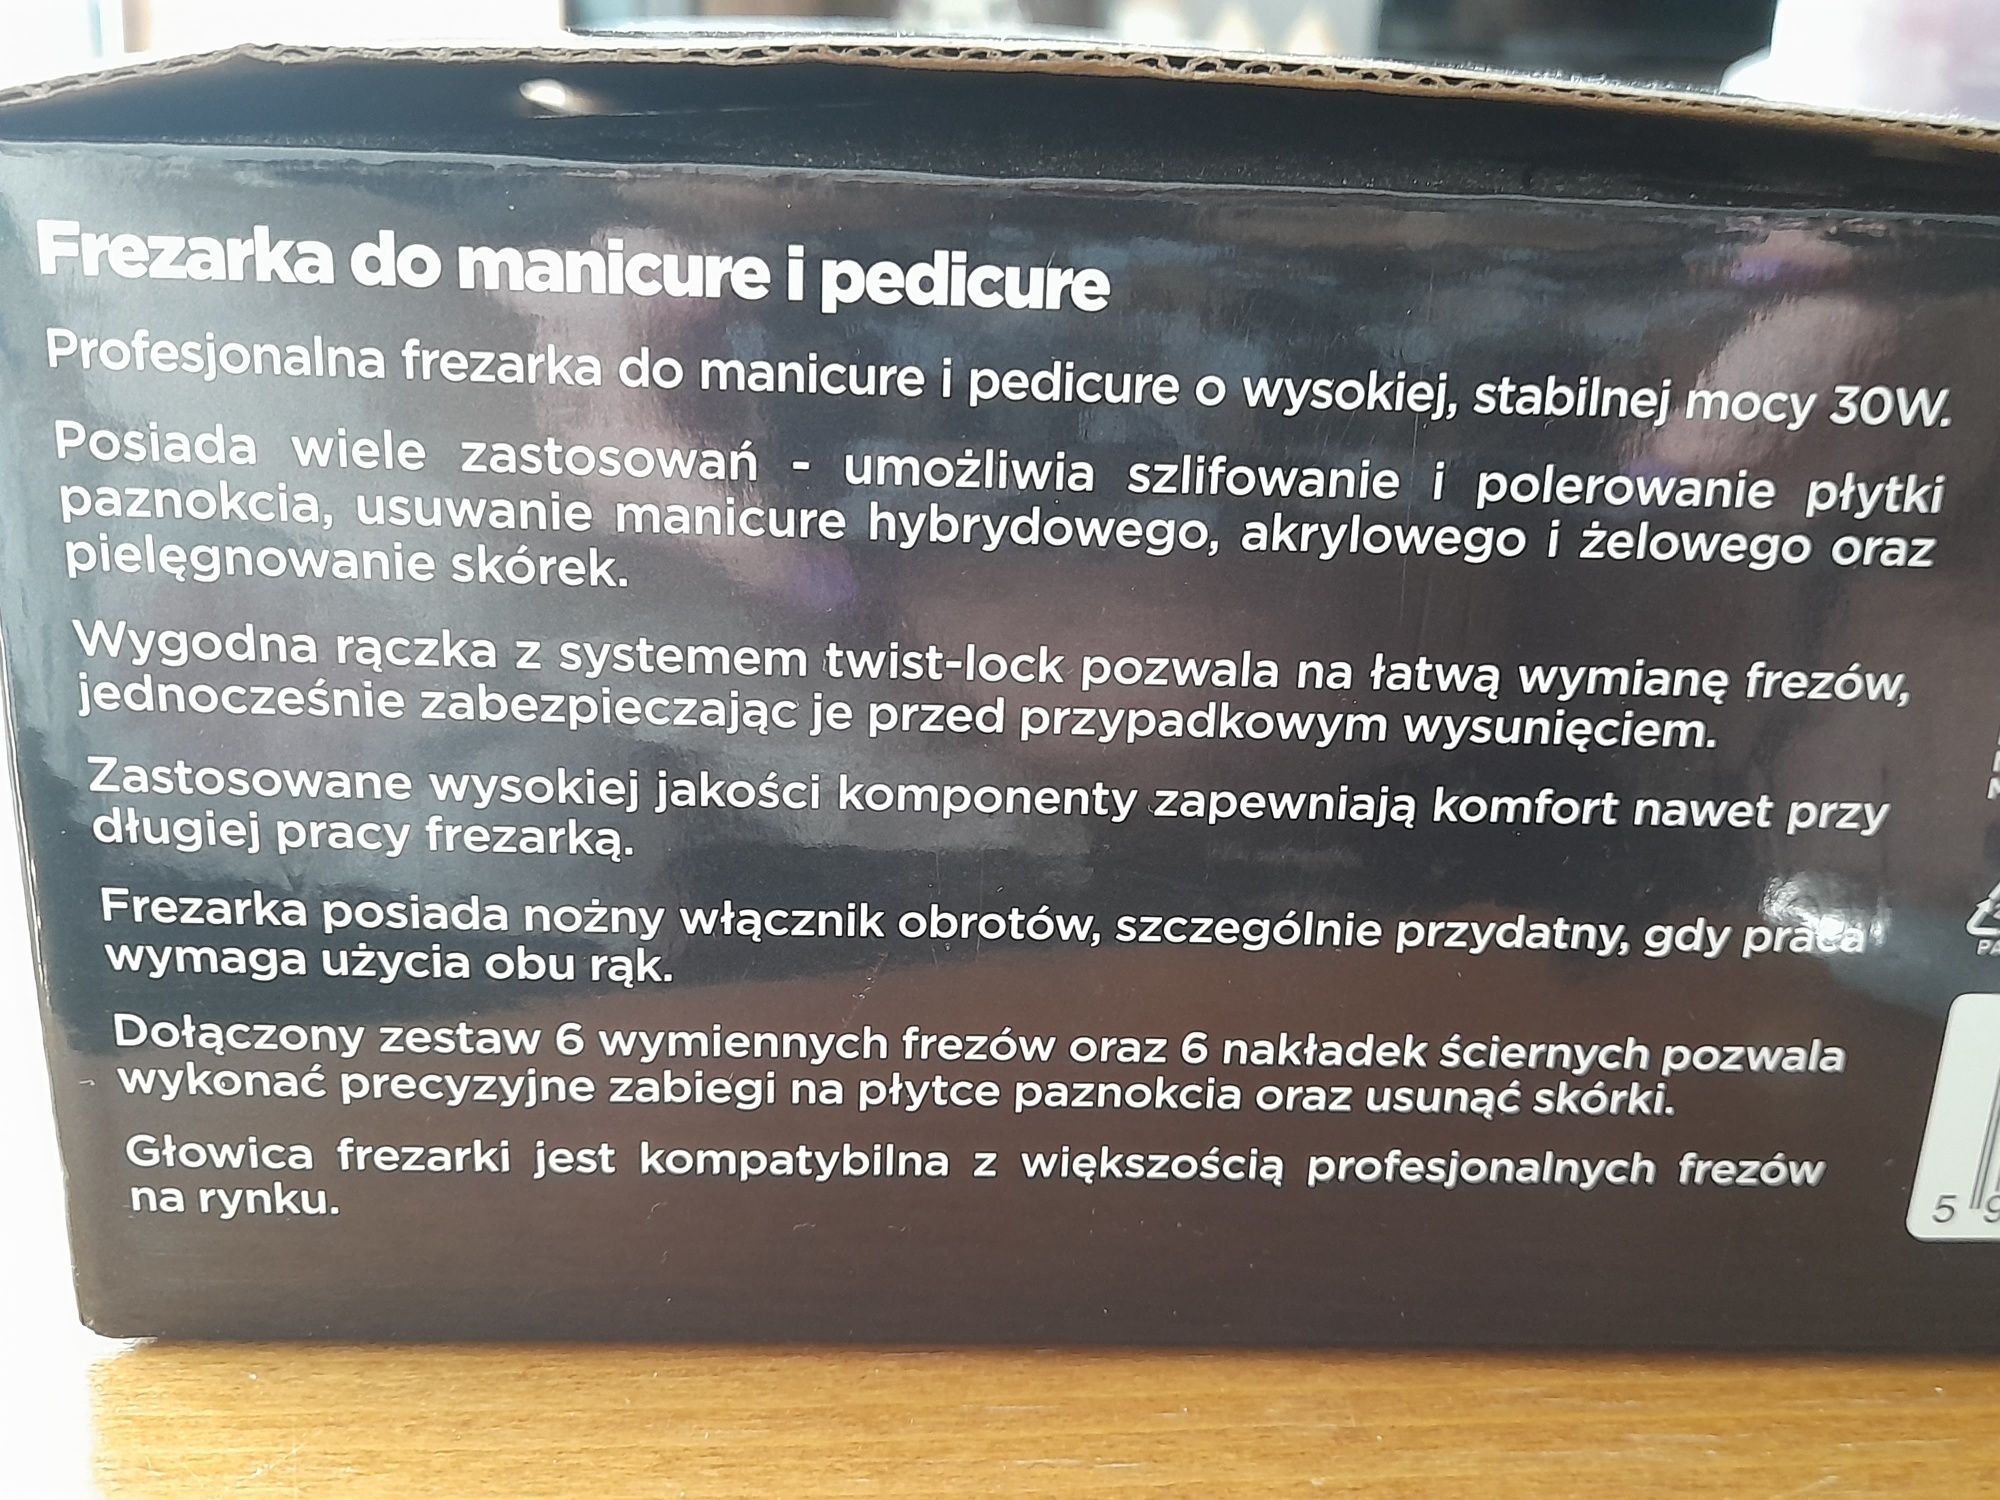 Frezarka do manicure i pedicure
Profesjonalna frezarka do manicure i pedicure o wysokiej, stabilnej mocy 30W.
Posiada wiele zastosowań - umożliwia szlifowanie i polerowanie płytki
paznokcia, usuwanie manicure hybrydowego, akrylowego i żelowego oraz
pielęgnowanie skórek.
Wygodna rączka z systemem twist-lock pozwala na łatwą wymianę frezów,
jednocześnie zabezpieczając je przed przypadkowym wysunięciem.
Zastosowane wysokiej jakości komponenty zapewniają komfort nawet przy
długiej pracy frezarką.
Frezarka posiada nożny włącznik obrotów, szczególnie przydatny, gdy praca
wymaga użycia obu rąk.
Dołączony zestaw 6 wymiennych frezów oraz 6 nakładek ściernych pozwala
wykonać precyzyjne zabiegi na płytce paznokcia oraz usunąć skórki.
Głowica frezarki jest kompatybilna z większością profesjonalnych frezów
na rynku.
PA
5 9